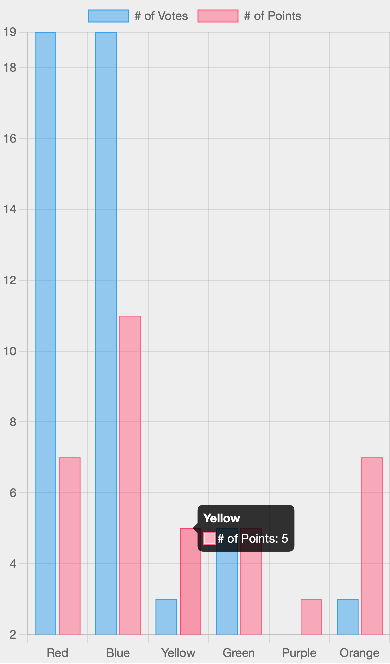 # of Votes # of Points
19
18
16
14
12
10
8
6
4
2
Yellow
# of Points: 5
Red Blue Yellow Green Purple Orange